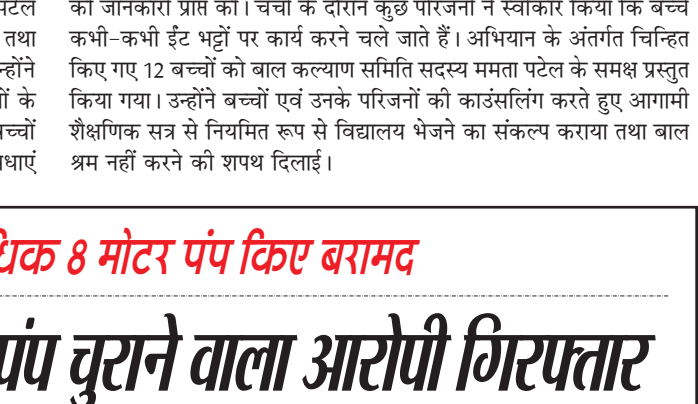 पटल
तथा
न्होंने
ों के
च्चों
धाएं
की जानकारी प्राप्त की। चर्चा के दौरान कुछ परिजनों ने स्वीकार किया कि बच्चे
कभी-कभी ईंट भट्टों पर कार्य करने चले जाते हैं। अभियान के अंतर्गत चिन्हित
किए गए 12 बच्चों को बाल कल्याण समिति सदस्य ममता पटेल के समक्ष प्रस्तुत
किया गया। उन्होंने बच्चों एवं उनके परिजनों की काउंसलिंग करते हुए आगामी
शैक्षणिक सत्र से नियमित रूप से विद्यालय भेजने का संकल्प कराया तथा बाल
श्रम नहीं करने की शपथ दिलाई।
धिक 8 मोटर पंप किए बरामद
पंप चुराने वाला आरोपी गिरफ्तार